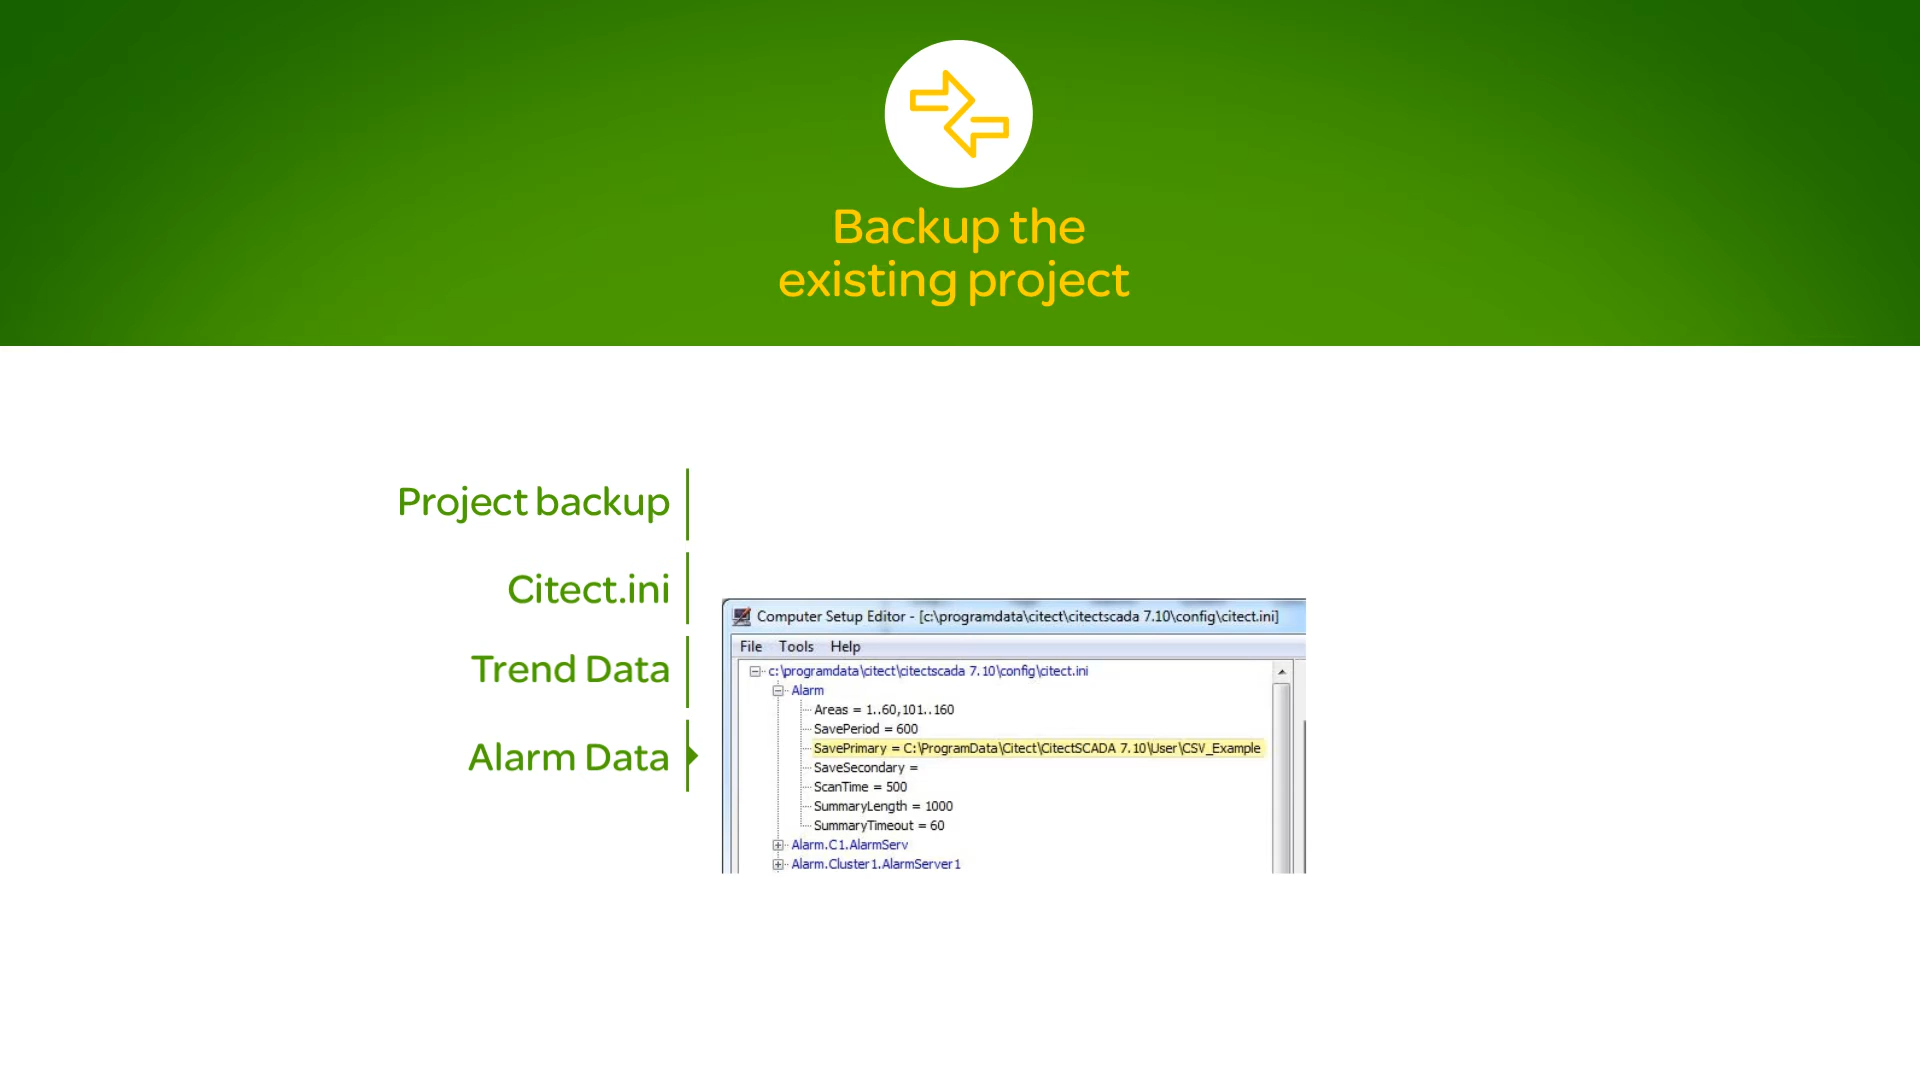 Backup the
existing project
Project backup
Citect.ini
Trend Data
Alarm Data
Computer Setup Editor - [c:\programdata\citect\citectscada 7.10\config\citect.ini]
File Tools Help
c:\programdata\citect\citectscada 7.10\config\citect.ini
Alarm
Areas = 1..60,101..160
SavePeriod = 600
SavePrimary = C:\ProgramData\Citect\CitectSCADA 7.10\User\CSV_Example
SaveSecondary =
ScanTime = 500
SummaryLength = 1000
SummaryTimeout = 60
Alarm.C1.AlarmServ
Alarm.Cluster1.AlarmServer1